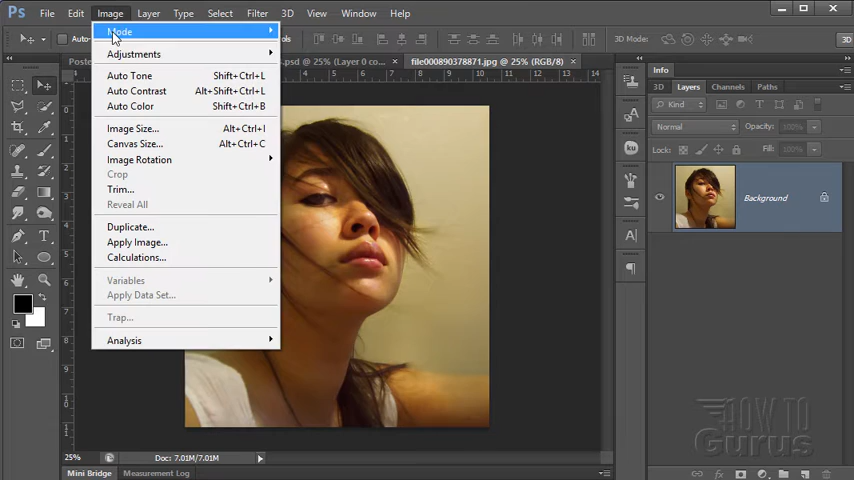 Ps File Edit Image Layer Type Select Filter 3D View Window Help
Mode
Adjustments
Auto Tone Shift+Ctrl+L
Auto Contrast Alt+Shift+Ctrl+L
Auto Color Shift+Ctrl+B
Image Size... Alt+Ctrl+I
Canvas Size... Alt+Ctrl+C
Image Rotation
Crop
Trim...
Reveal All
Duplicate...
Apply Image...
Calculations...
Variables
Apply Data Set...
Trap...
Analysis
3D Mode:
3D
.psd @ 25% (Layer 0 co
file000890378871.jpg @ 25% (RGB/8)
Info
3D Layers Channels Paths
Kind
Normal Opacity: 100%
Lock: Fill: 100%
Background
25% Doc: 7.01M/7.01M
Mini Bridge Measurement Log
HOW TO
Gurus